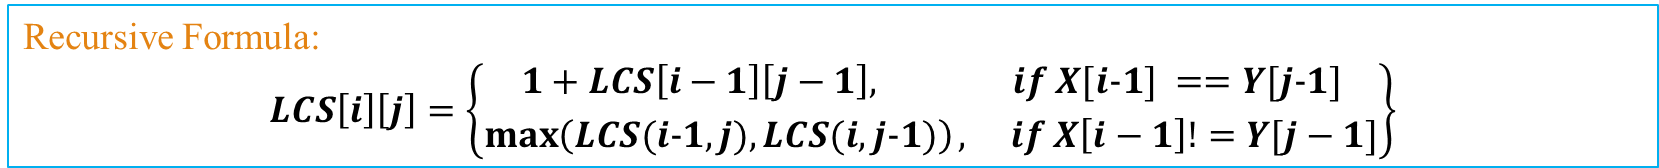 Recursive Formula:
1 + LCS[i − 1][j − 1], if X[i-1] == Y[j-1]
LCS[i][j] =
max(LCS(i-1, j), LCS(i, j-1)), if X[i − 1]! = Y[j − 1]